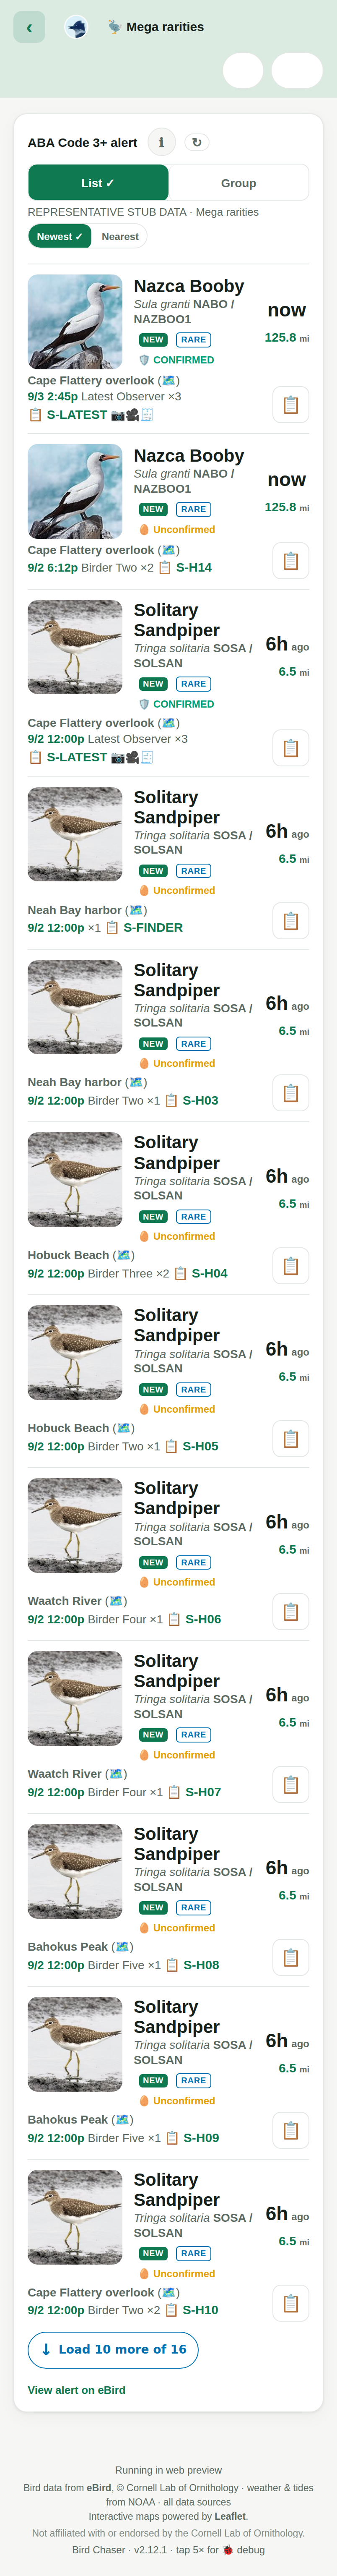 ‹ 🦤 Mega rarities
ABA Code 3+ alert ℹ ↻
List ✓ Group
REPRESENTATIVE STUB DATA · Mega rarities
Newest ✓ Nearest
Nazca Booby
Sula granti NABO /
NAZBOO1
now
125.8 mi
NEW RARE
🛡️ CONFIRMED
Cape Flattery overlook (🗺️)
9/3 2:45p Latest Observer ×3
📋 S-LATEST 📷🎥🧾
📋
Nazca Booby
Sula granti NABO /
NAZBOO1
now
125.8 mi
NEW RARE
🥚 Unconfirmed
Cape Flattery overlook (🗺️)
9/2 6:12p Birder Two ×2 📋 S-H14
📋
Solitary
Sandpiper
Tringa solitaria SOSA /
SOLSAN
6h ago
6.5 mi
NEW RARE
🛡️ CONFIRMED
Cape Flattery overlook (🗺️)
9/2 12:00p Latest Observer ×3
📋 S-LATEST 📷🎥🧾
📋
Solitary
Sandpiper
Tringa solitaria SOSA /
SOLSAN
6h ago
6.5 mi
NEW RARE
🥚 Unconfirmed
Neah Bay harbor (🗺️)
9/2 12:00p ×1 📋 S-FINDER
📋
Solitary
Sandpiper
Tringa solitaria SOSA /
SOLSAN
6h ago
6.5 mi
NEW RARE
🥚 Unconfirmed
Neah Bay harbor (🗺️)
9/2 12:00p Birder Two ×1 📋 S-H03
📋
Solitary
Sandpiper
Tringa solitaria SOSA /
SOLSAN
6h ago
6.5 mi
NEW RARE
🥚 Unconfirmed
Hobuck Beach (🗺️)
9/2 12:00p Birder Three ×2 📋 S-H04
📋
Solitary
Sandpiper
Tringa solitaria SOSA /
SOLSAN
6h ago
6.5 mi
NEW RARE
🥚 Unconfirmed
Hobuck Beach (🗺️)
9/2 12:00p Birder Two ×1 📋 S-H05
📋
Solitary
Sandpiper
Tringa solitaria SOSA /
SOLSAN
6h ago
6.5 mi
NEW RARE
🥚 Unconfirmed
Waatch River (🗺️)
9/2 12:00p Birder Four ×1 📋 S-H06
📋
Solitary
Sandpiper
Tringa solitaria SOSA /
SOLSAN
6h ago
6.5 mi
NEW RARE
🥚 Unconfirmed
Waatch River (🗺️)
9/2 12:00p Birder Four ×1 📋 S-H07
📋
Solitary
Sandpiper
Tringa solitaria SOSA /
SOLSAN
6h ago
6.5 mi
NEW RARE
🥚 Unconfirmed
Bahokus Peak (🗺️)
9/2 12:00p Birder Five ×1 📋 S-H08
📋
Solitary
Sandpiper
Tringa solitaria SOSA /
SOLSAN
6h ago
6.5 mi
NEW RARE
🥚 Unconfirmed
Bahokus Peak (🗺️)
9/2 12:00p Birder Five ×1 📋 S-H09
📋
Solitary
Sandpiper
Tringa solitaria SOSA /
SOLSAN
6h ago
6.5 mi
NEW RARE
🥚 Unconfirmed
Cape Flattery overlook (🗺️)
9/2 12:00p Birder Two ×2 📋 S-H10
📋
↓ Load 10 more of 16
View alert on eBird
Running in web preview
Bird data from eBird, © Cornell Lab of Ornithology · weather & tides
from NOAA · all data sources
Interactive maps powered by Leaflet.
Not affiliated with or endorsed by the Cornell Lab of Ornithology.
Bird Chaser · v2.12.1 · tap 5× for 🐞 debug